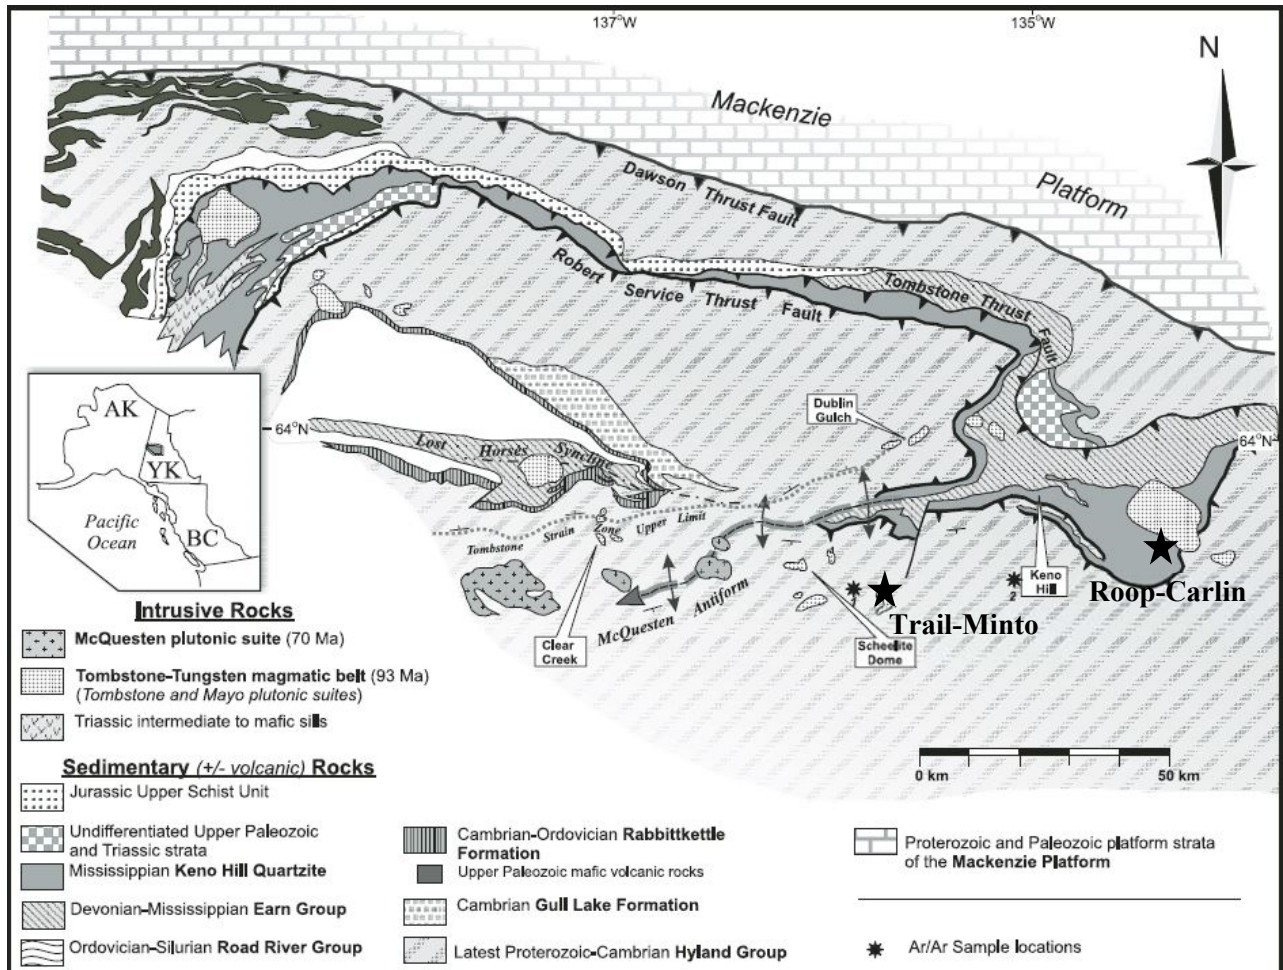 137°W
135°W
N
Mackenzie
Platform
Dawson Thrust Fault
Robert Service Thrust Fault
Tombstone Thrust Fault
AK
YK
BC
Pacific
Ocean
64°N
64°N
Dublin
Gulch
Lost Horses Syncline
Tombstone Strain Zone Upper Limit
McQuesten Antiform
Clear
Creek
Scheelite
Dome
Keno
Hill
2
Roop-Carlin
Trail-Minto
0 km
50 km
Intrusive Rocks
McQuesten plutonic suite (70 Ma)
Tombstone-Tungsten magmatic belt (93 Ma)
(Tombstone and Mayo plutonic suites)
Triassic intermediate to mafic sills
Sedimentary (+/- volcanic) Rocks
Jurassic Upper Schist Unit
Undifferentiated Upper Paleozoic
and Triassic strata
Mississippian Keno Hill Quartzite
Devonian-Mississippian Earn Group
Ordovician-Silurian Road River Group
Cambrian-Ordovician Rabbittkettle
Formation
Upper Paleozoic mafic volcanic rocks
Cambrian Gull Lake Formation
Latest Proterozoic-Cambrian Hyland Group
Proterozoic and Paleozoic platform strata
of the Mackenzie Platform
Ar/Ar Sample locations